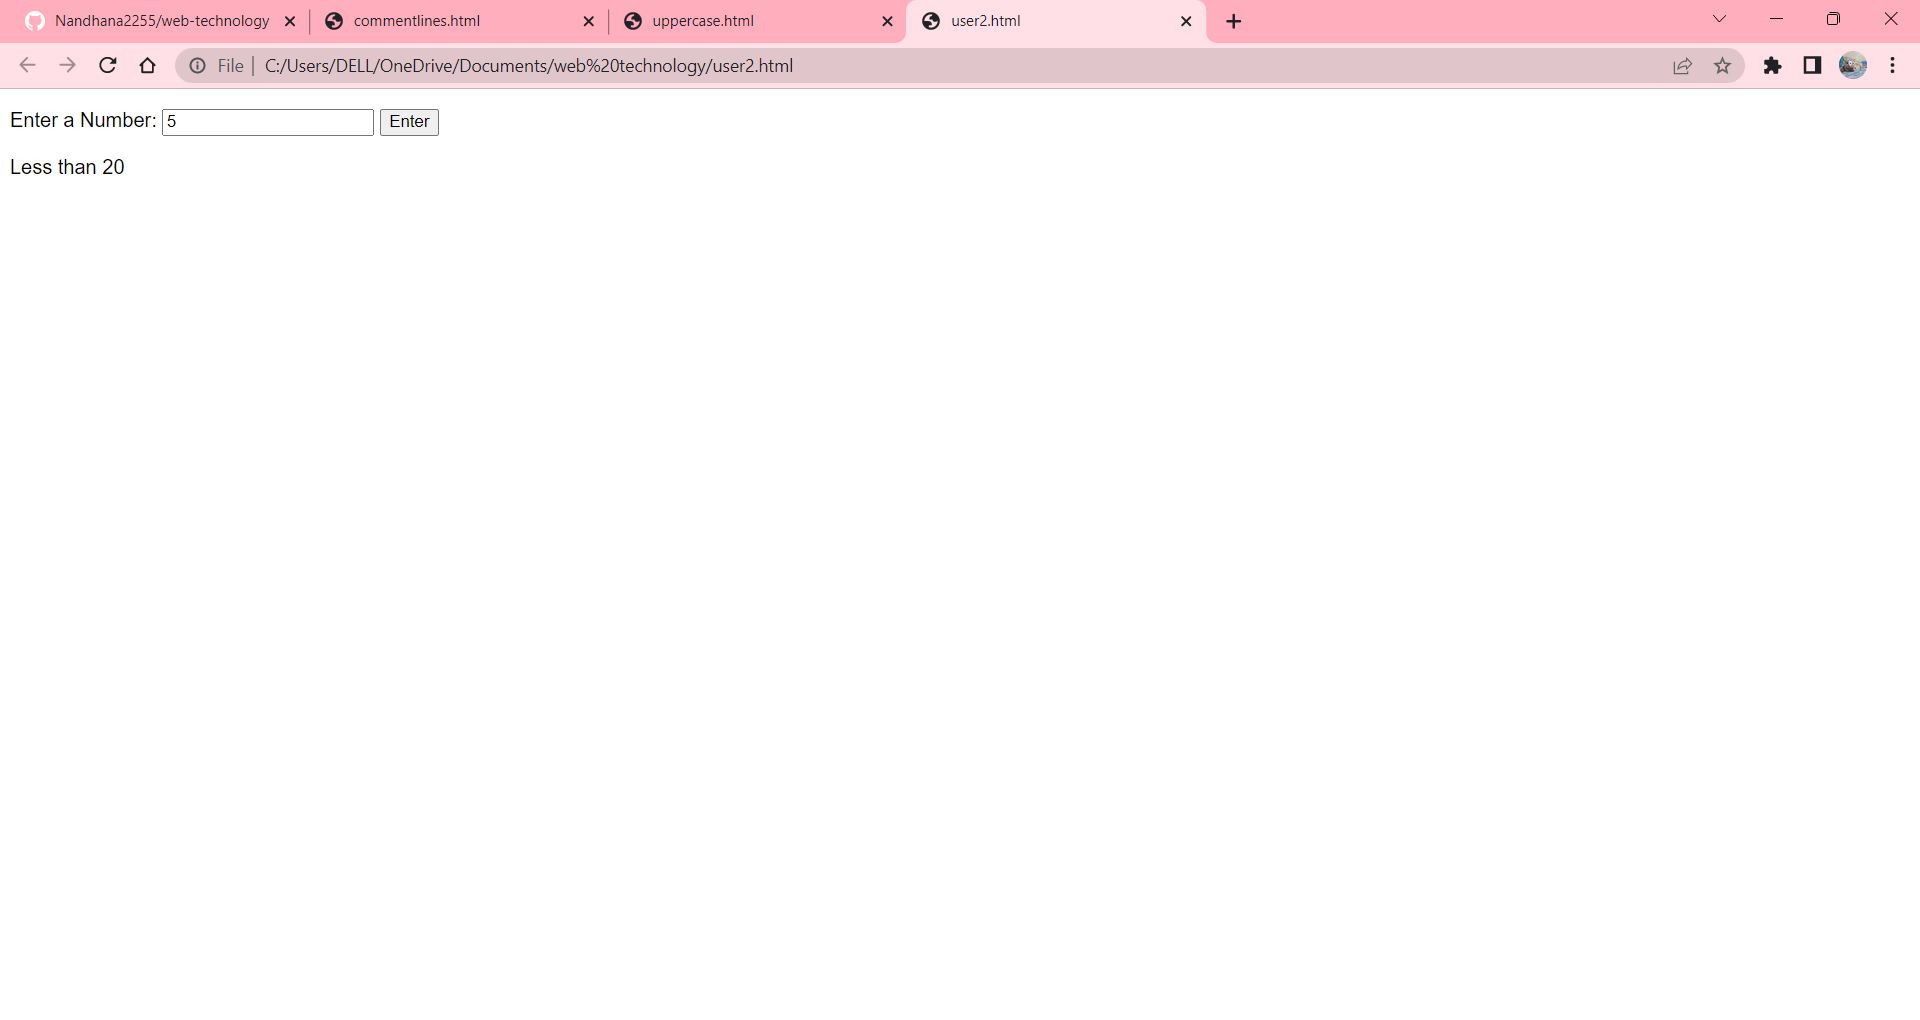 Nandhana2255/web-technology
commentlines.html
uppercase.html
user2.html
File
C:/Users/DELL/OneDrive/Documents/web%20technology/user2.html
Enter a Number: 5 Enter
Less than 20